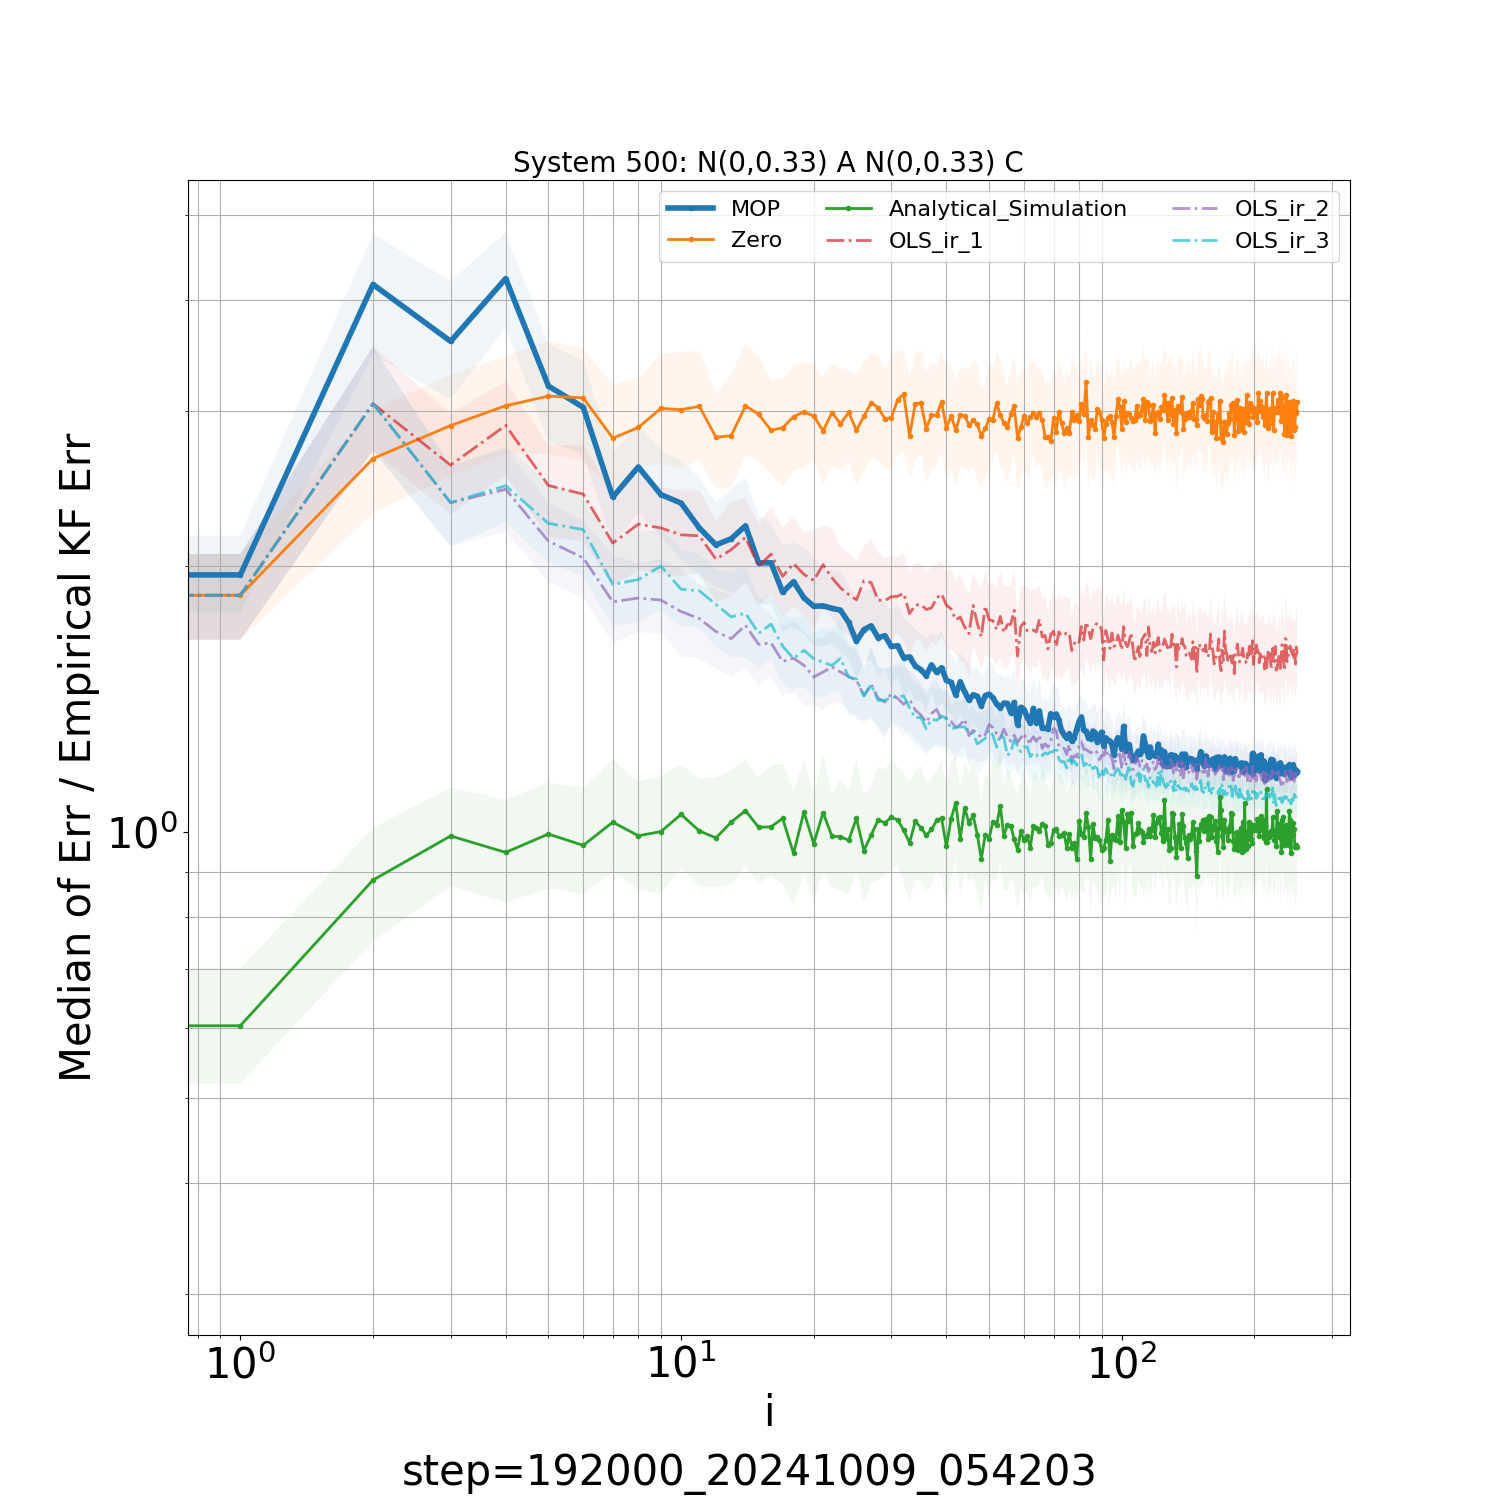 System 500: N(0,0.33) A N(0,0.33) C
MOP
Zero
Analytical_Simulation
OLS_ir_1
OLS_ir_2
OLS_ir_3
Median of Err / Empirical KF Err
10⁰
10⁰ 10¹ 10²
i
step=192000_20241009_054203